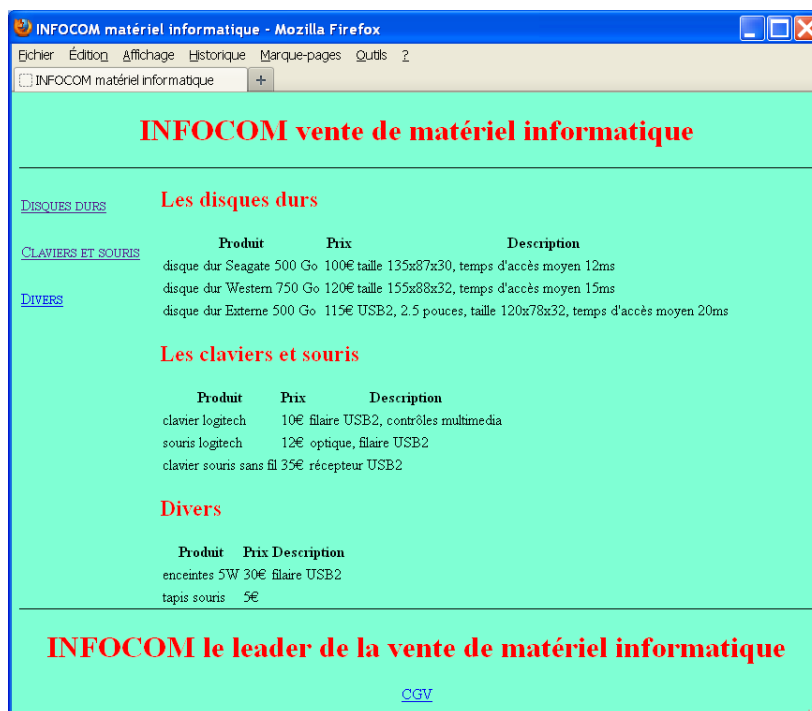 INFOCOM matériel informatique - Mozilla Firefox
Fichier Édition Affichage Historique Marque-pages Outils ?
INFOCOM matériel informatique +
INFOCOM vente de matériel informatique
DISQUES DURS
CLAVIERS ET SOURIS
DIVERS
Les disques durs
Produit Prix Description
disque dur Seagate 500 Go 100€ taille 135x87x30, temps d'accès moyen 12ms
disque dur Western 750 Go 120€ taille 155x88x32, temps d'accès moyen 15ms
disque dur Externe 500 Go 115€ USB2, 2.5 pouces, taille 120x78x32, temps d'accès moyen 20ms
Les claviers et souris
Produit Prix Description
clavier logitech 10€ filaire USB2, contrôles multimedia
souris logitech 12€ optique, filaire USB2
clavier souris sans fil 35€ récepteur USB2
Divers
Produit Prix Description
enceintes 5W 30€ filaire USB2
tapis souris 5€
INFOCOM le leader de la vente de matériel informatique
CGV